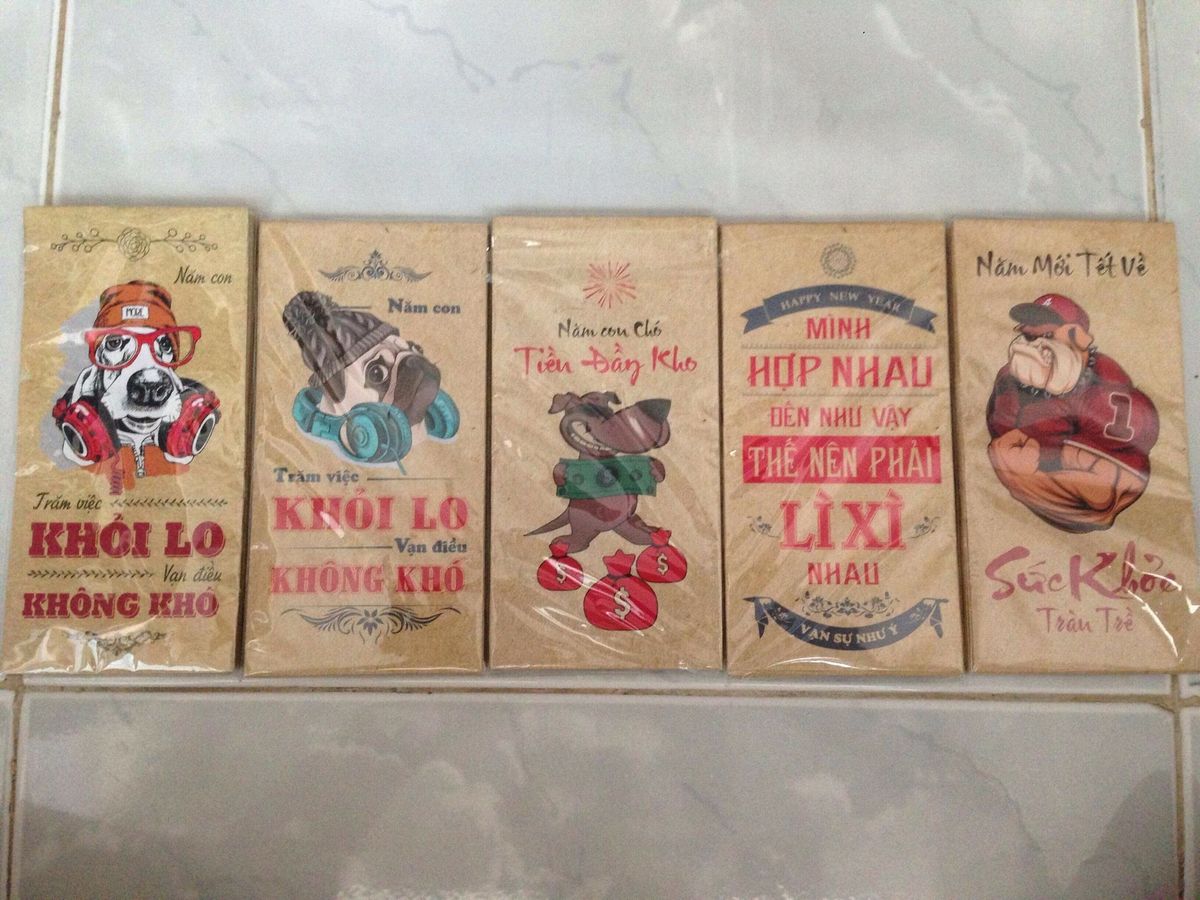 Năm con
MORE
Trăm việc
KHỎI LO
Vạn điều
KHÔNG KHÓ
Năm con
Trăm việc
KHỎI LO
Vạn điều
KHÔNG KHÓ
Năm con Chó
Tiền Đầy Kho
$
$
$
HAPPY NEW YEAR
MÌNH
HỢP NHAU
ĐẾN NHƯ VẬY
THẾ NÊN PHẢI
LÌ XÌ
NHAU
VẠN SỰ NHƯ Ý
Năm Mới Tết Về
1
Sức Khỏe
Tràn Trề